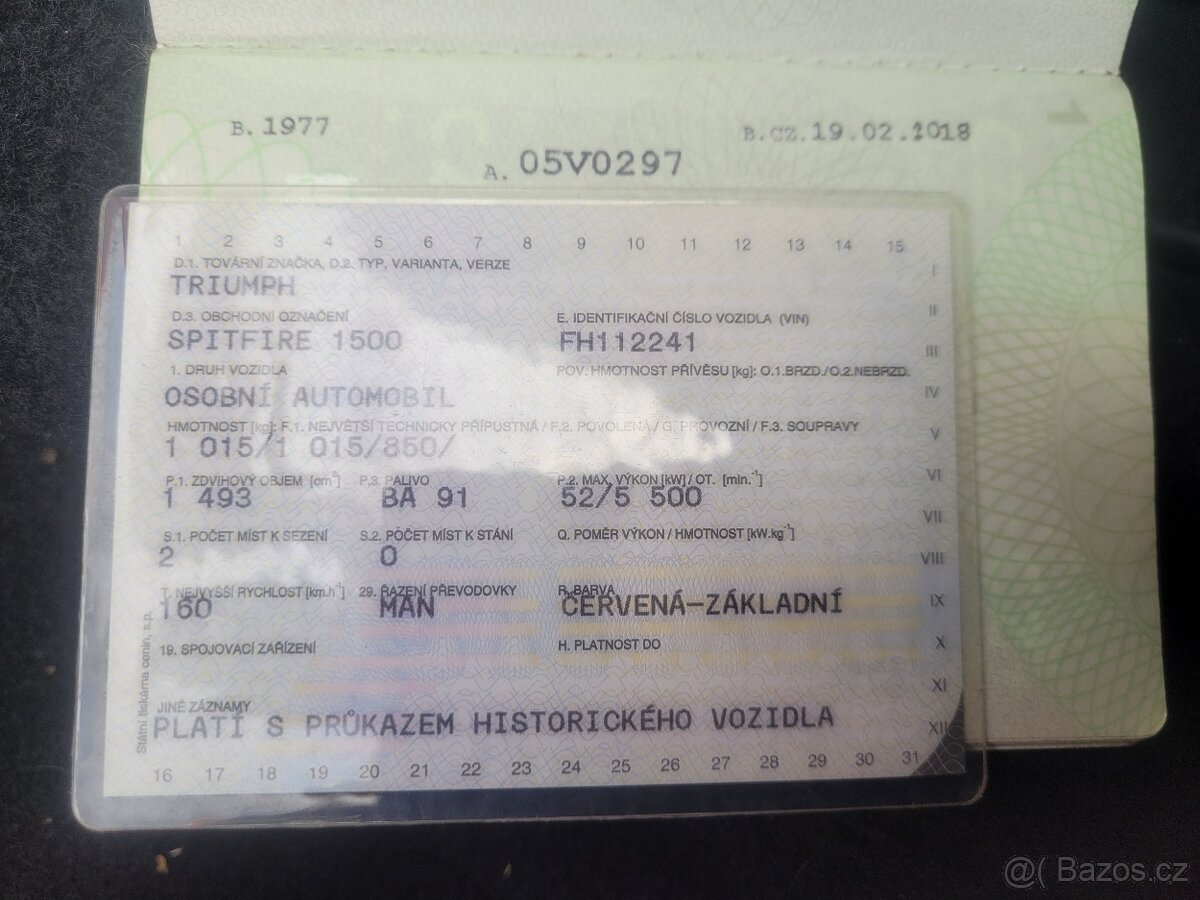 B. 1977 B.CZ. 19.02.2018
A. 05V0297
1 2 3 4 5 6 7 8 9 10 11 12 13 14 15
D.1. TOVÁRNÍ ZNAČKA, D.2. TYP, VARIANTA, VERZE I
TRIUMPH
D.3. OBCHODNÍ OZNAČENÍ E. IDENTIFIKAČNÍ ČÍSLO VOZIDLA (VIN) II
SPITFIRE 1500 FH112241 III
1. DRUH VOZIDLA POV. HMOTNOST PŘÍVĚSU [kg]: O.1.BRZD./O.2.NEBRZD.
OSOBNÍ AUTOMOBIL IV
HMOTNOST [kg]: F.1. NEJVĚTŠÍ TECHNICKY PŘÍPUSTNÁ / F.2. POVOLENÁ / G. PROVOZNÍ / F.3. SOUPRAVY V
1 015/1 015/850/
P.1. ZDVIHOVÝ OBJEM [cm³] P.3. PALIVO P.2. MAX. VÝKON [kW] / OT. [min.⁻¹] VI
1 493 BA 91 52/5 500
VII
S.1. POČET MÍST K SEZENÍ S.2. POČET MÍST K STÁNÍ Q. POMĚR VÝKON / HMOTNOST [kW.kg⁻¹]
2 0 VIII
T. NEJVYŠŠÍ RYCHLOST [km.h⁻¹] 29. ŘAZENÍ PŘEVODOVKY R. BARVA
160 MAN ČERVENÁ-ZÁKLADNÍ IX
19. SPOJOVACÍ ZAŘÍZENÍ H. PLATNOST DO X
XI
JINÉ ZÁZNAMY
PLATÍ S PRŮKAZEM HISTORICKÉHO VOZIDLA XII
16 17 18 19 20 21 22 23 24 25 26 27 28 29 30 31
Státní tiskárna cenin, s.p.
1
@( Bazos.cz